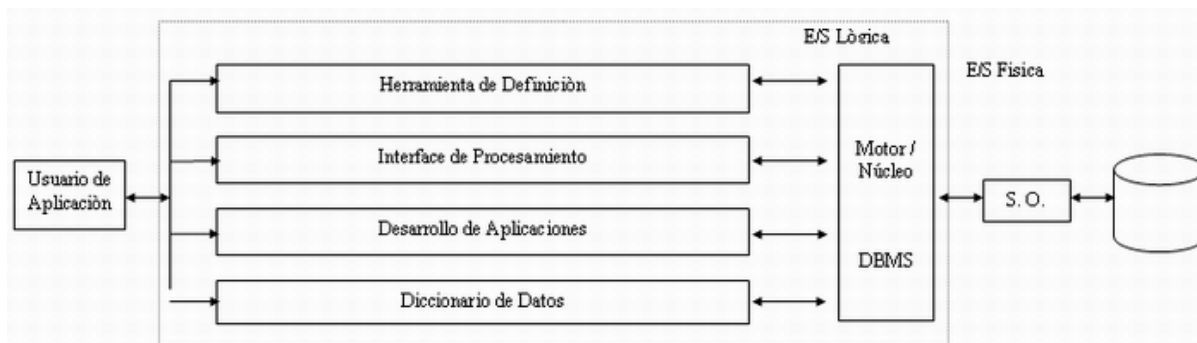 E/S Lògica
E/S Fisica
Herramienta de Definiciòn
Interface de Procesamiento
Usuario de
Aplicaciòn
Motor /
Núcleo
S. O.
Desarrollo de Aplicaciones
DBMS
Diccionario de Datos